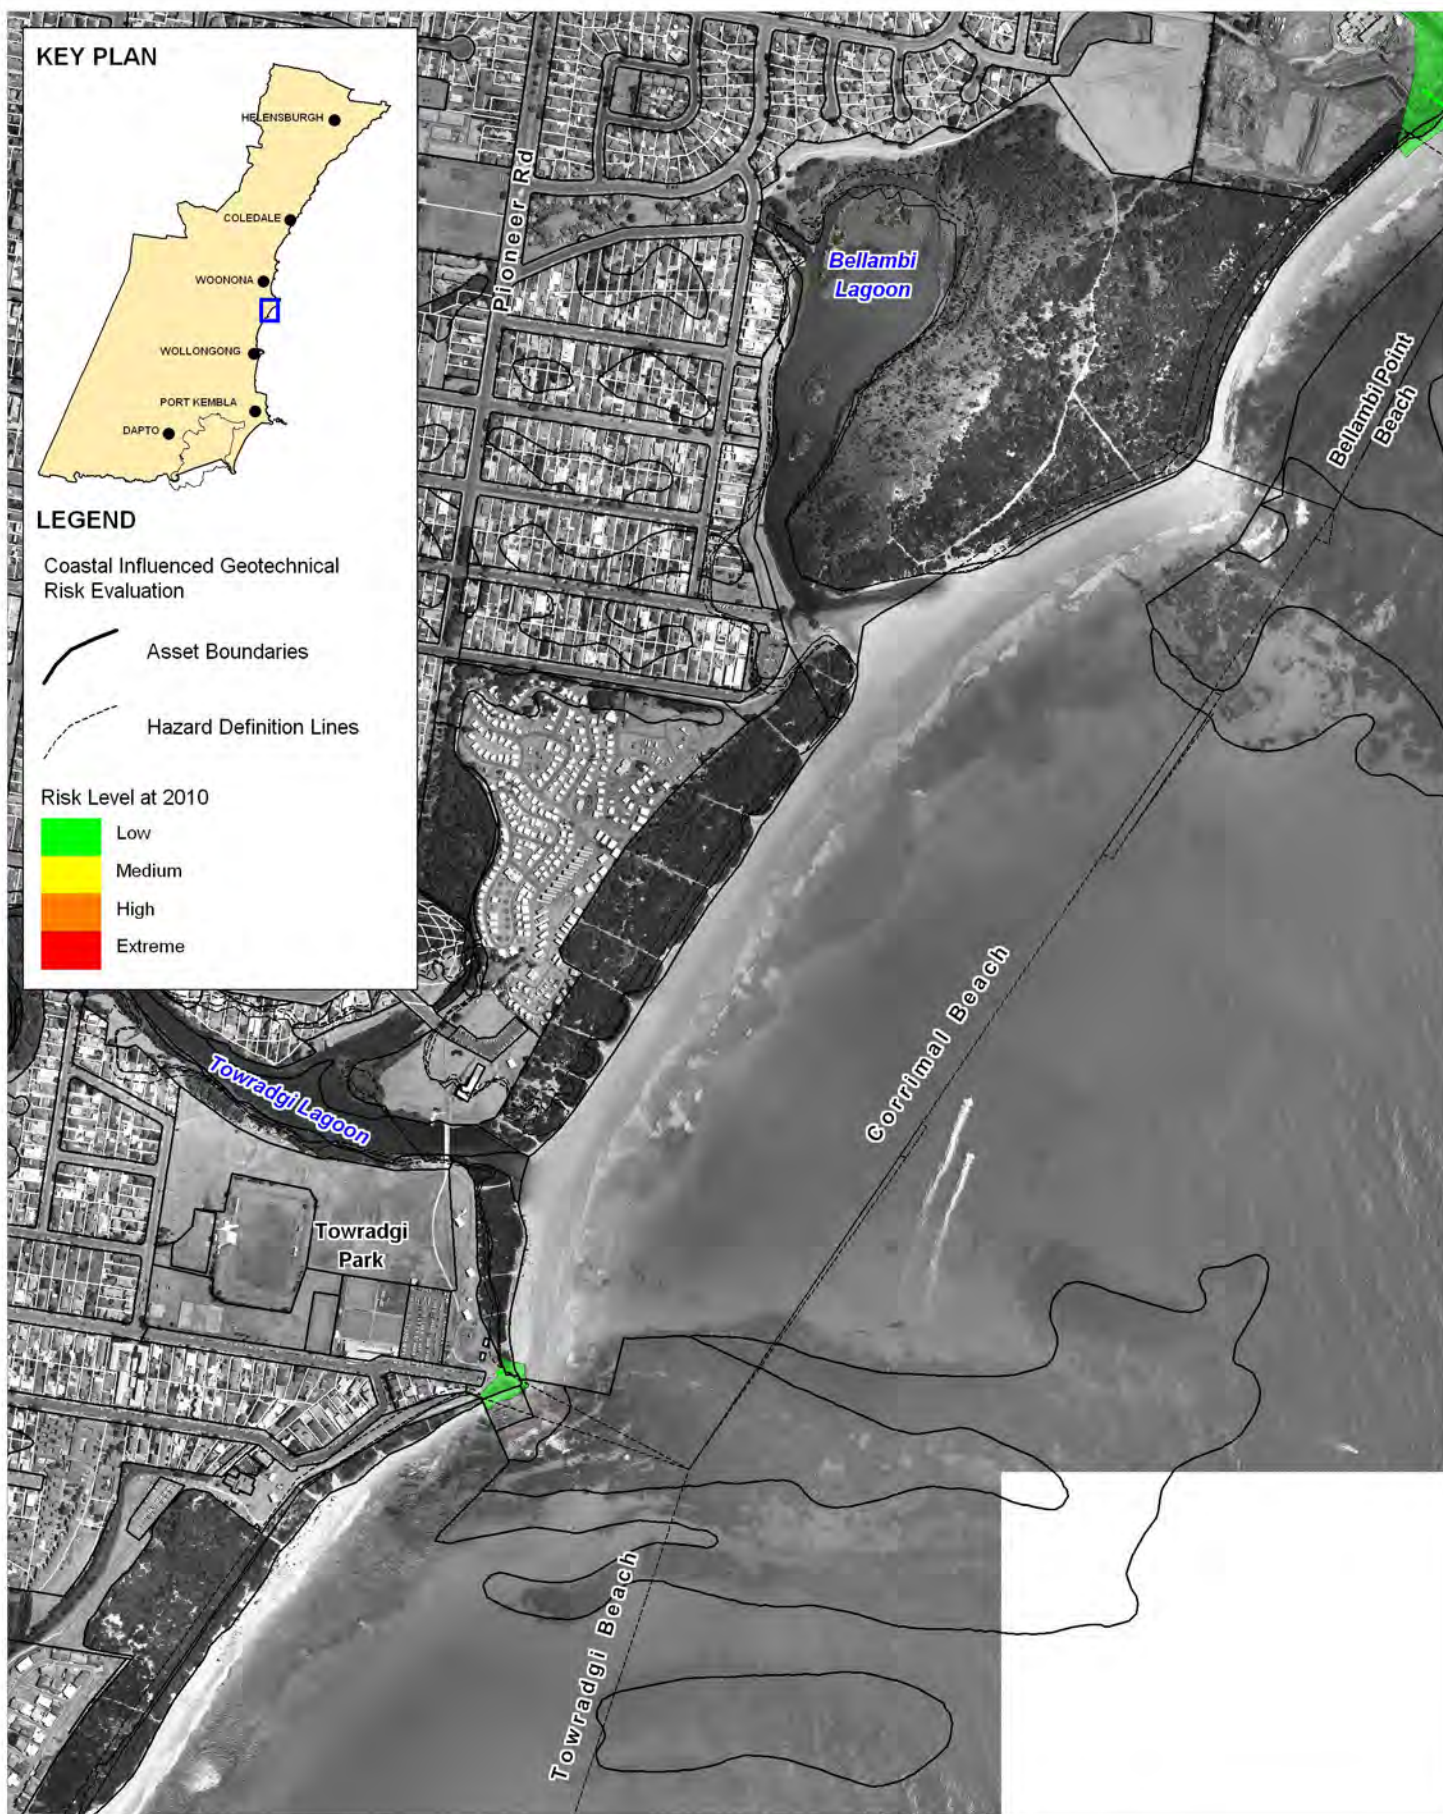 KEY PLAN
HELENSBURGH
COLEDALE
WOONONA
WOLLONGONG
PORT KEMBLA
DAPTO
LEGEND
Coastal Influenced Geotechnical
Risk Evaluation
Asset Boundaries
Hazard Definition Lines
Risk Level at 2010
Low
Medium
High
Extreme
Pioneer Rd
Bellambi
Lagoon
Bellambi Point
Beach
Corrimal Beach
Towradgi Lagoon
Towradgi
Park
Towradgi Beach